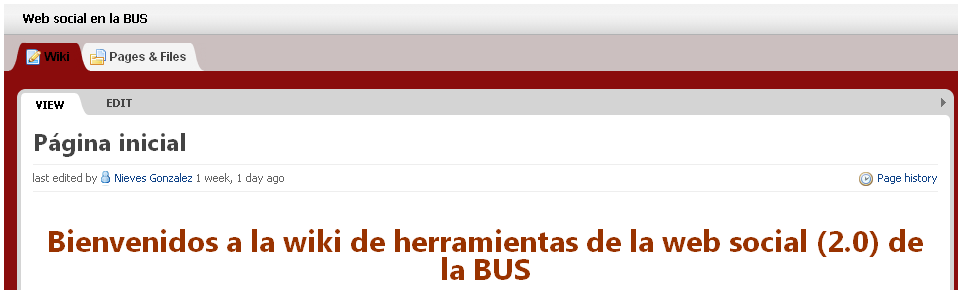 Web social en la BUS
Wiki Pages & Files
VIEW EDIT
Página inicial
last edited by Nieves Gonzalez 1 week, 1 day ago Page history
Bienvenidos a la wiki de herramientas de la web social (2.0) de
la BUS